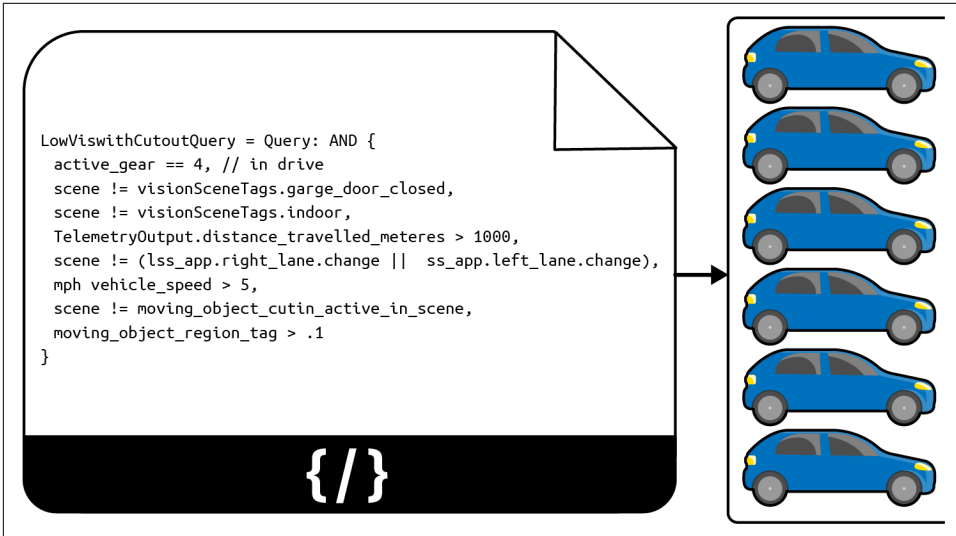 LowViswithCutoutQuery = Query: AND {
active_gear == 4, // in drive
scene != visionSceneTags.garge_door_closed,
scene != visionSceneTags.indoor,
TelemetryOutput.distance_travelled_meteres > 1000,
scene != (lss_app.right_lane.change || ss_app.left_lane.change),
mph vehicle_speed > 5,
scene != moving_object_cutin_active_in_scene,
moving_object_region_tag > .1
}
{/}